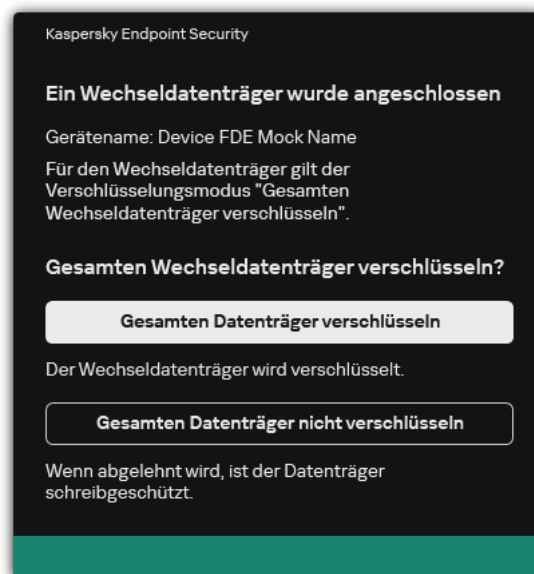 Kaspersky Endpoint Security
Ein Wechseldatenträger wurde angeschlossen
Gerätename: Device FDE Mock Name
Für den Wechseldatenträger gilt der
Verschlüsselungsmodus "Gesamten
Wechseldatenträger verschlüsseln".
Gesamten Wechseldatenträger verschlüsseln?
Gesamten Datenträger verschlüsseln
Der Wechseldatenträger wird verschlüsselt.
Gesamten Datenträger nicht verschlüsseln
Wenn abgelehnt wird, ist der Datenträger
schreibgeschützt.